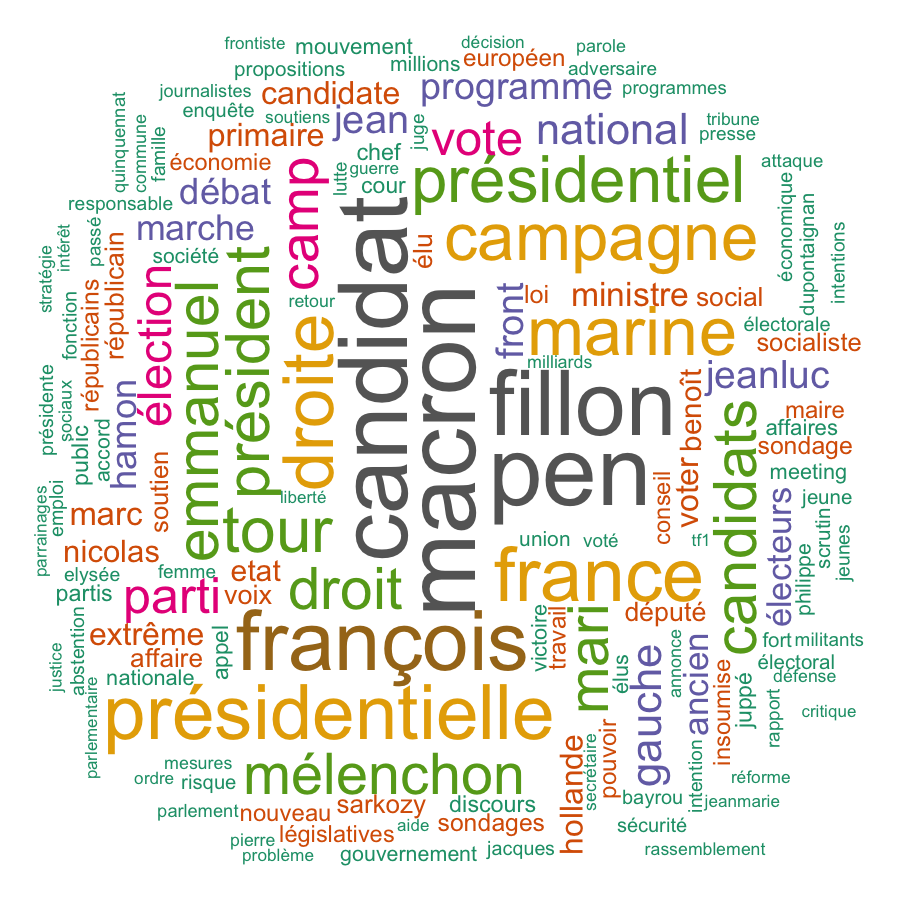 frontiste
mouvement
décision
parole
européen
propositions
millions
adversaire
journalistes
candidate
programme
programmes
enquête
soutiens
jean
juge
vote
national
tribune
presse
quinquennat
commune
famille
primaire
économie
chef
lutte
guerre
cour
camp
présidentiel
attaque
responsable
débat
marche
candidat
élu
campagne
économique
dupontaignan
intentions
stratégie
intérêt
passé
républicain
société
élection
emmanuel
président
retour
macron
front
loi
ministre
social
marine
électorale
socialiste
fonction
républicains
droite
milliards
fillon
jeanluc
présidente
sociaux
public
accord
hamon
benoît
voter
candidats
maire
affaires
sondage
soutien
pen
conseil
meeting
parrainages
emploi
marc
liberté
tour
électeurs
jeune
scrutin
jeunes
philippe
nicolas
union
voté
tf1
elysée
femme
etat
partis
parti
voix
droit
france
député
mari
justice
abstention
extrême
affaire
appel
françois
victoire
travail
élus
gauche
annonce
ancien
insoumise
fort
militants
électoral
défense
nationale
parlementaire
présidentielle
juppé
rapport
critique
mesures
ordre
risque
mélenchon
hollande
secrétaire
pouvoir
intention
réforme
bayrou
jeanmarie
parlement
nouveau
sarkozy
discours
aide
sondages
législatives
sécurité
pierre
problème
gouvernement
jacques
rassemblement